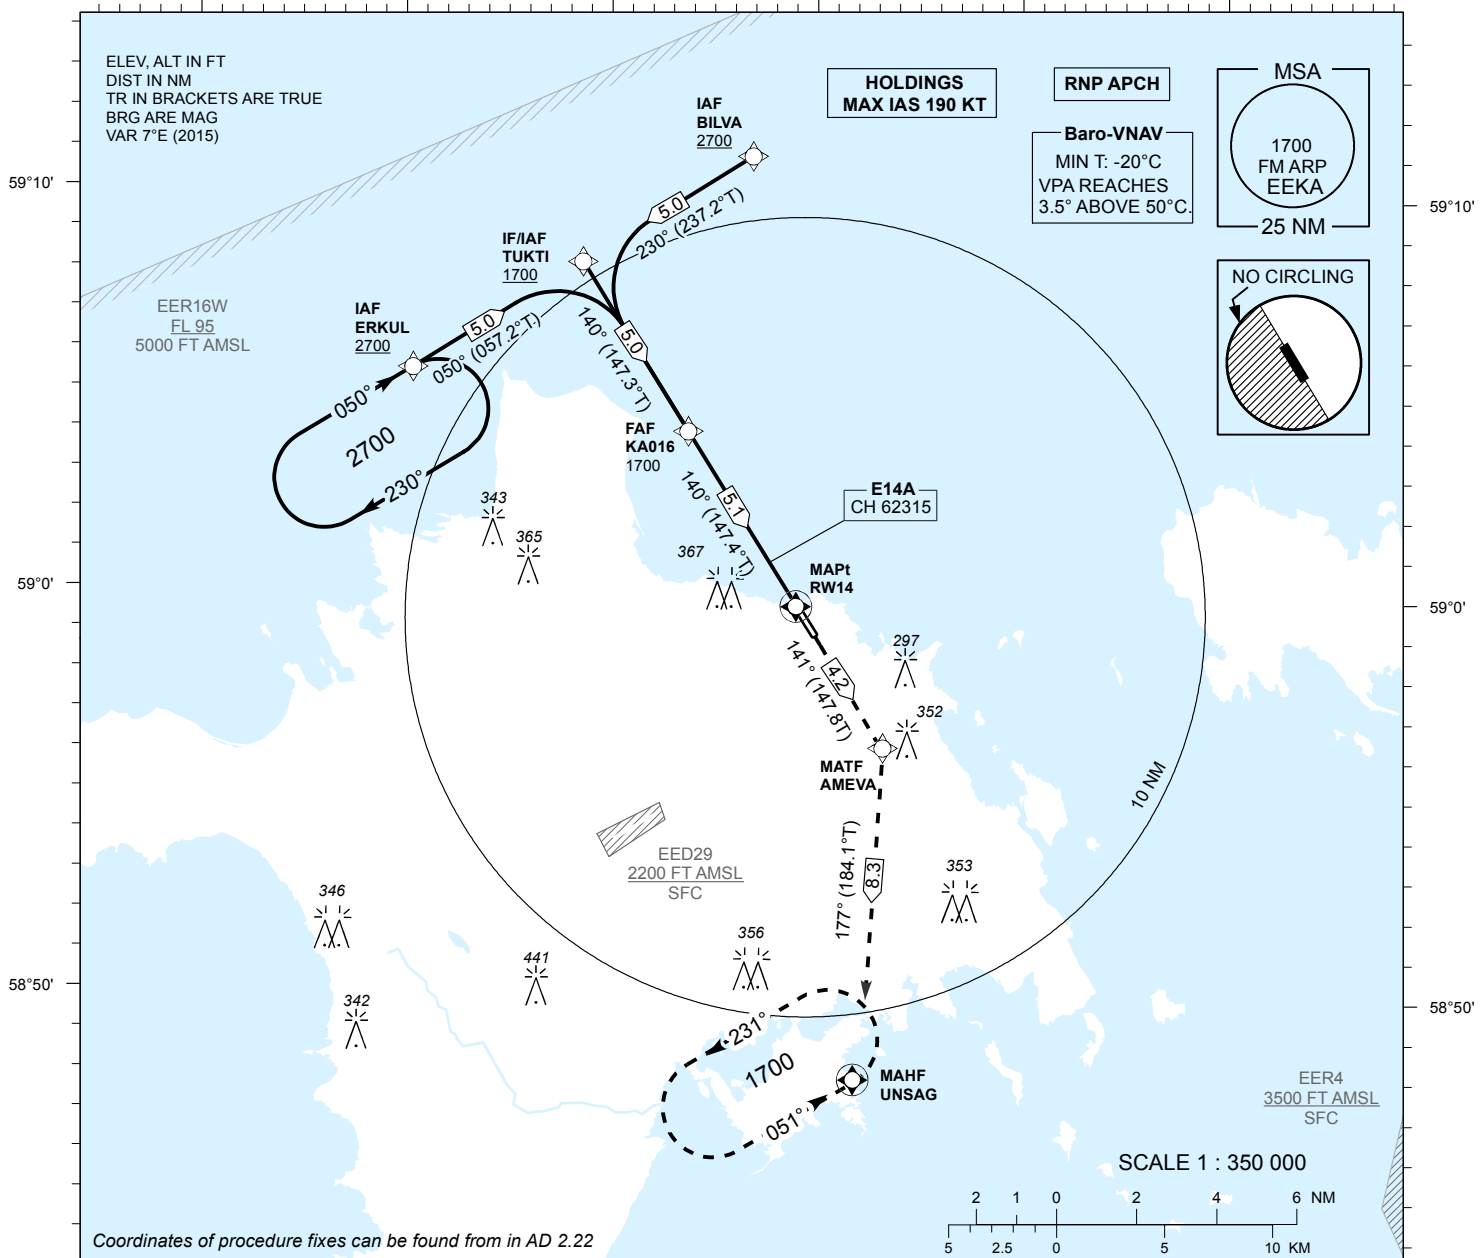 ELEV, ALT IN FT
DIST IN NM
TR IN BRACKETS ARE TRUE
BRG ARE MAG
VAR 7°E (2015)
HOLDINGS
MAX IAS 190 KT
RNP APCH
Baro-VNAV
MIN T: -20°C
VPA REACHES
3.5° ABOVE 50°C.
MSA
1700
FM ARP
EEKA
25 NM
NO CIRCLING
IAF
BILVA
2700
59°10'
59°10'
5.0
230° (237.2°T)
IF/IAF
TUKTI
1700
EER16W
FL 95
5000 FT AMSL
IAF
ERKUL
2700
5.0
050° (057.2°T)
5.0
140° (147.3°T)
050°
2700
230°
FAF
KA016
1700
5.1
140° (147.4°T)
E14A
CH 62315
343
365
367
59°0'
59°0'
MAPt
RW14
297
4.2
141° (147.8T)
352
MATF
AMEVA
10 NM
EED29
2200 FT AMSL
SFC
177° (184.1°T)
8.3
353
346
356
441
342
58°50'
58°50'
231°
1700
051°
MAHF
UNSAG
EER4
3500 FT AMSL
SFC
SCALE 1 : 350 000
2 1 0 2 4 6 NM
5 2.5 0 5 10 KM
Coordinates of procedure fixes can be found from in AD 2.22